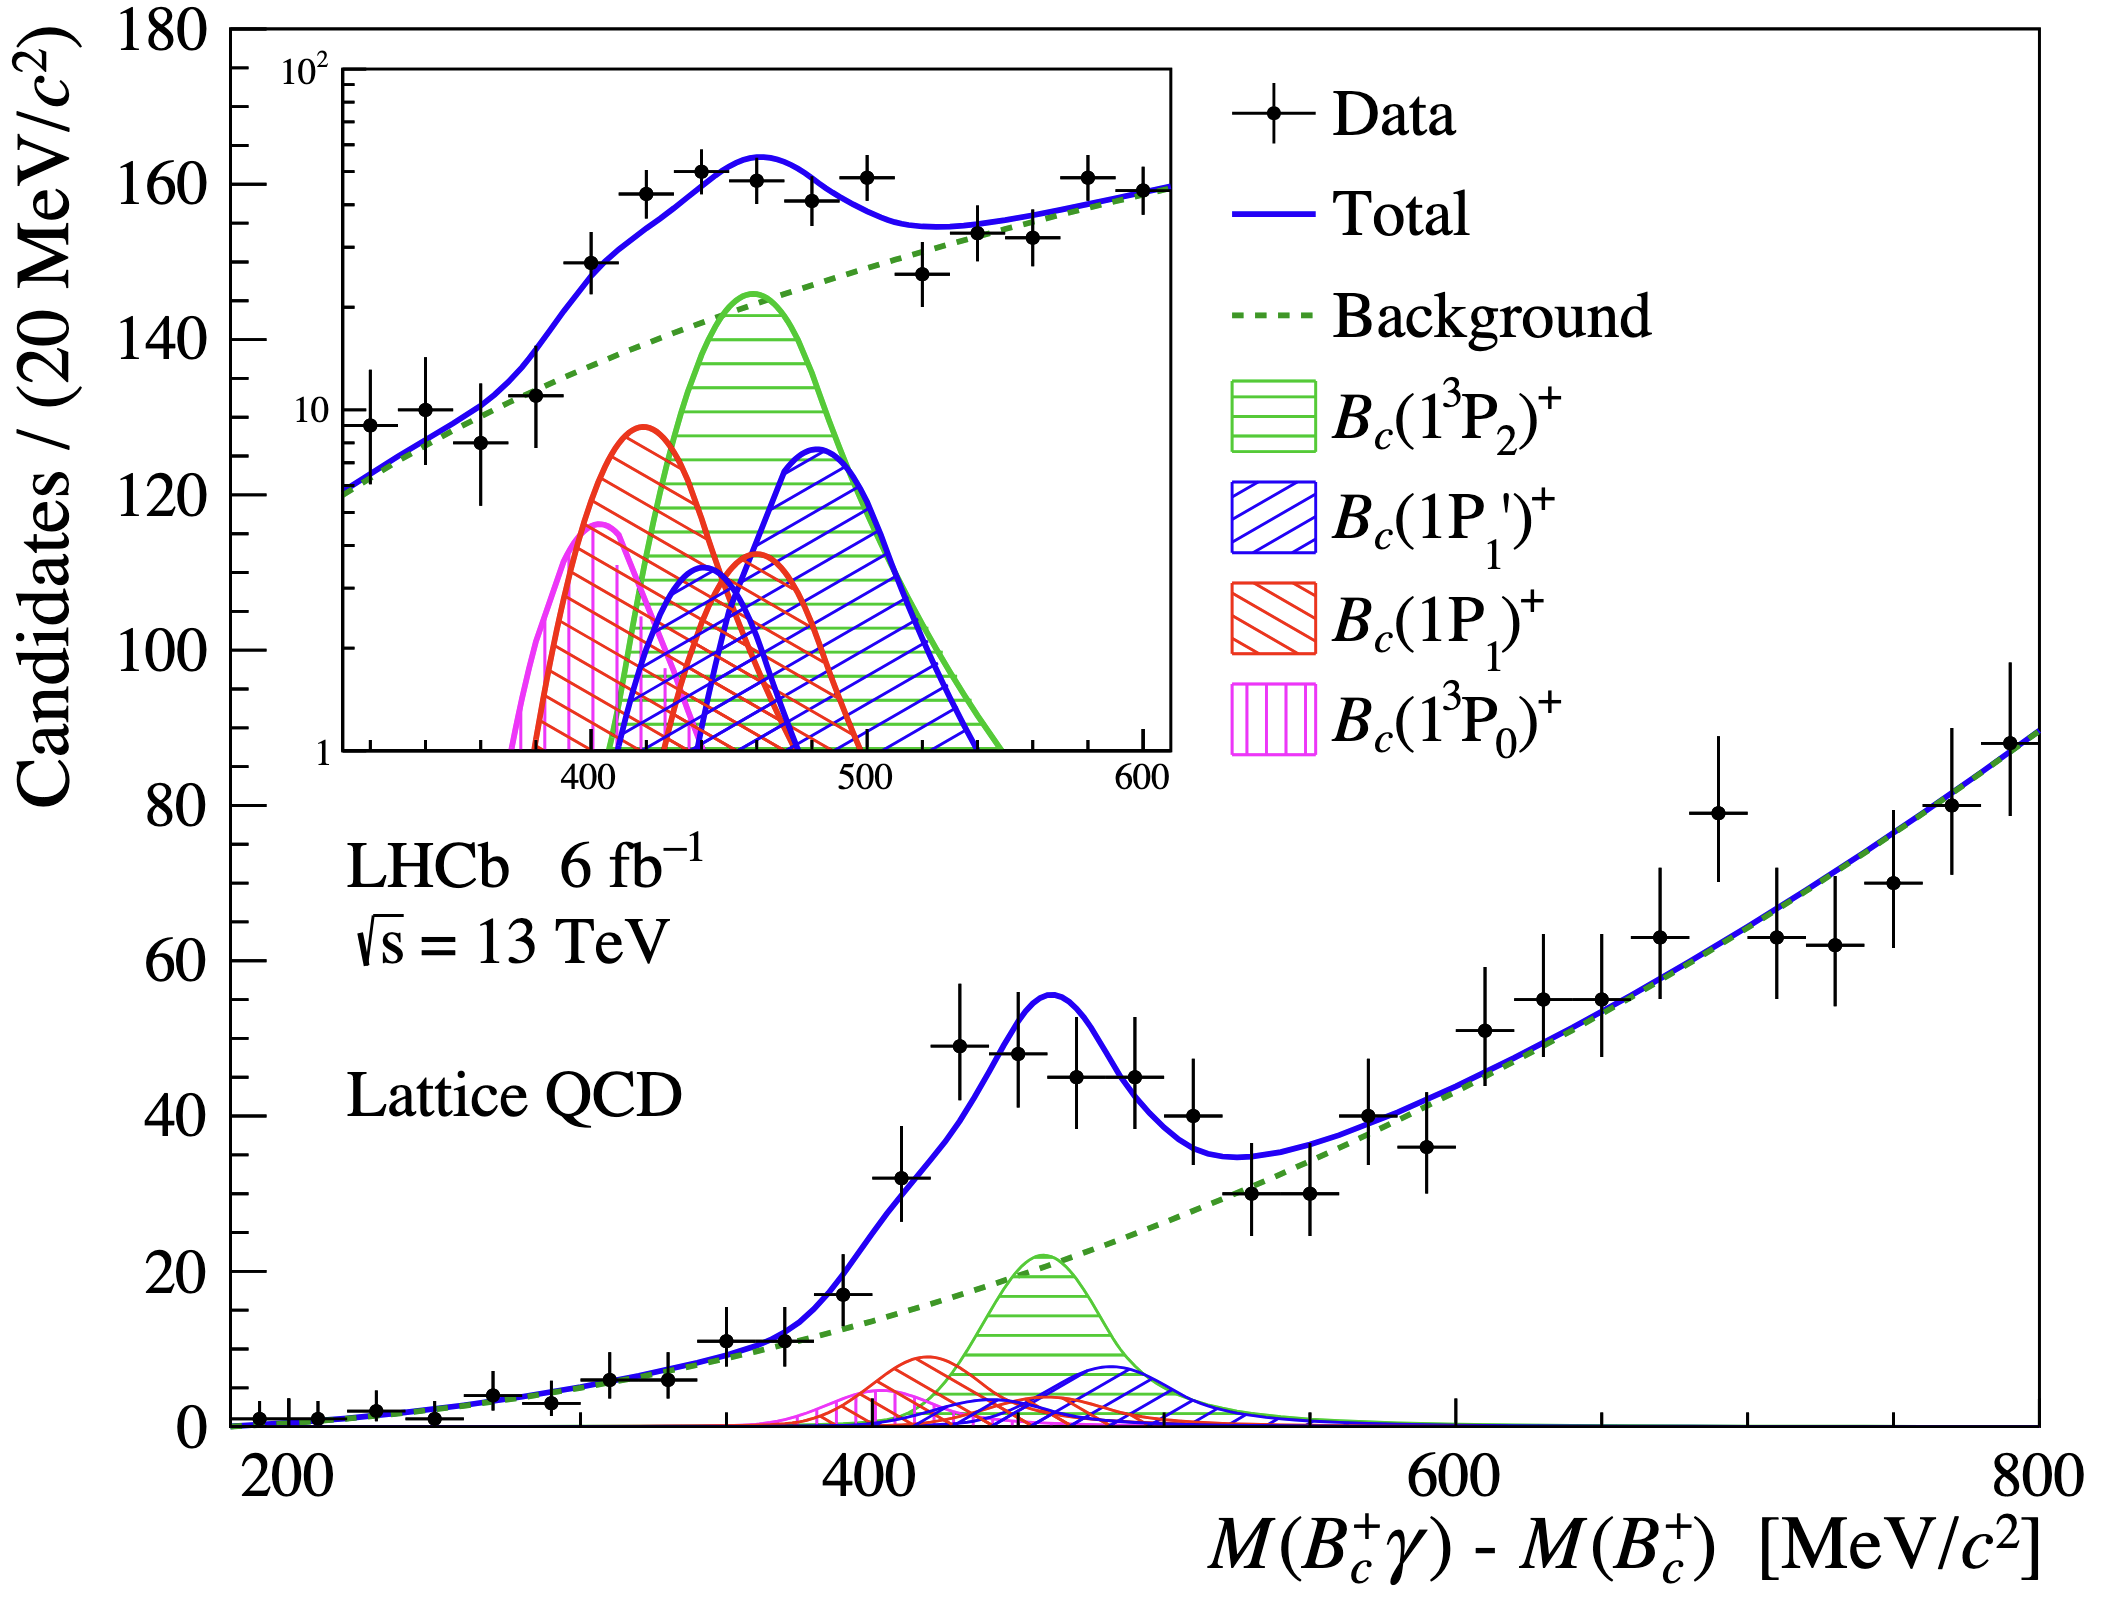 Candidates / (20 MeV/c²)
180
160
140
120
100
80
60
40
20
0
10²
10
1
400
500
600
Data
Total
Background
B_c(1³P₂)⁺
B_c(1P₁')⁺
B_c(1P₁)⁺
B_c(1³P₀)⁺
LHCb 6 fb⁻¹
√s = 13 TeV
Lattice QCD
200
400
600
800
M(B_c⁺γ) - M(B_c⁺) [MeV/c²]